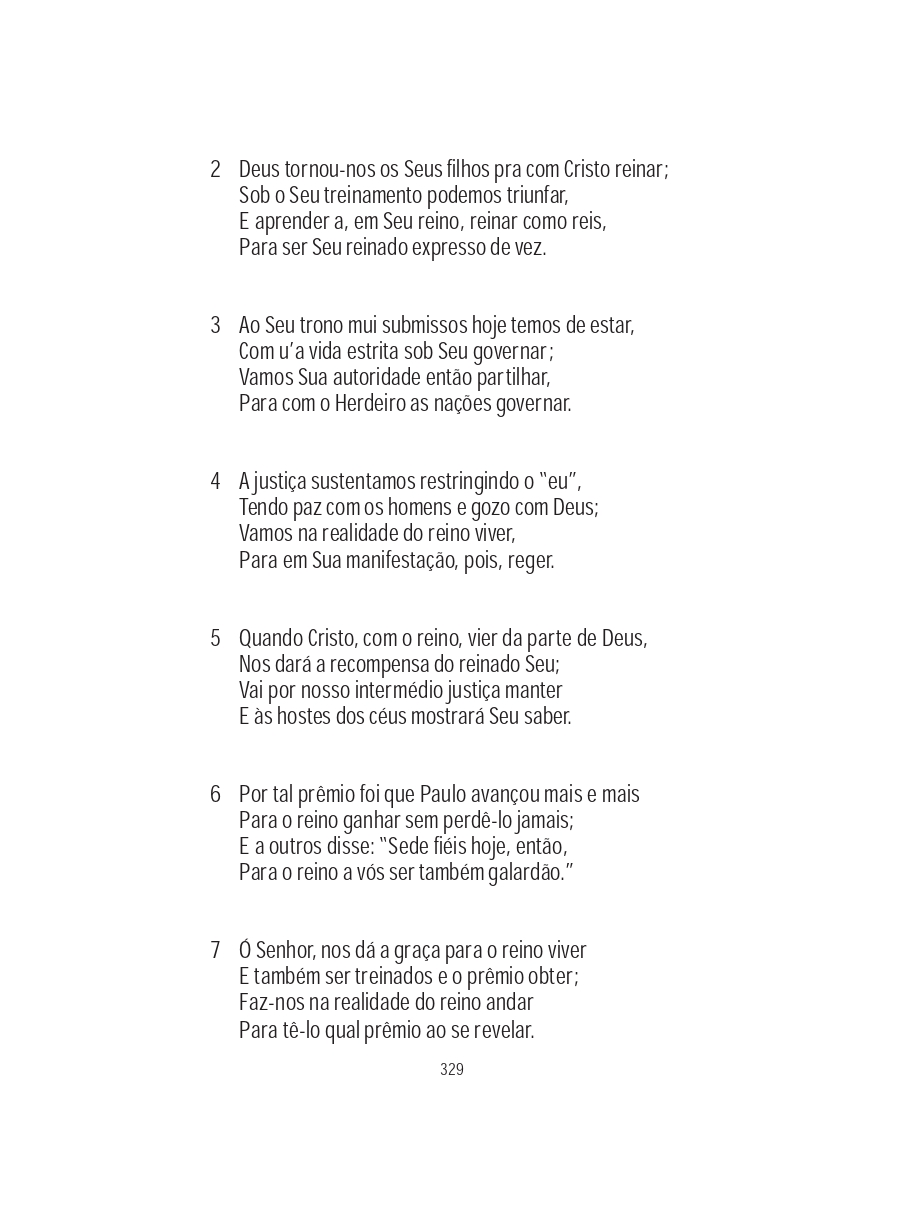 2 Deus tornou-nos os Seus filhos pra com Cristo reinar;
Sob o Seu treinamento podemos triunfar,
E aprender a, em Seu reino, reinar como reis,
Para ser Seu reinado expresso de vez.
3 Ao Seu trono mui submissos hoje temos de estar,
Com u’a vida estrita sob Seu governar;
Vamos Sua autoridade então partilhar,
Para com o Herdeiro as nações governar.
4 A justiça sustentamos restringindo o “eu”,
Tendo paz com os homens e gozo com Deus;
Vamos na realidade do reino viver,
Para em Sua manifestação, pois, reger.
5 Quando Cristo, com o reino, vier da parte de Deus,
Nos dará a recompensa do reinado Seu;
Vai por nosso intermédio justiça manter
E às hostes dos céus mostrará Seu saber.
6 Por tal prêmio foi que Paulo avançou mais e mais
Para o reino ganhar sem perdê-lo jamais;
E a outros disse: “Sede fiéis hoje, então,
Para o reino a vós ser também galardão.”
7 Ó Senhor, nos dá a graça para o reino viver
E também ser treinados e o prêmio obter;
Faz-nos na realidade do reino andar
Para tê-lo qual prêmio ao se revelar.
329